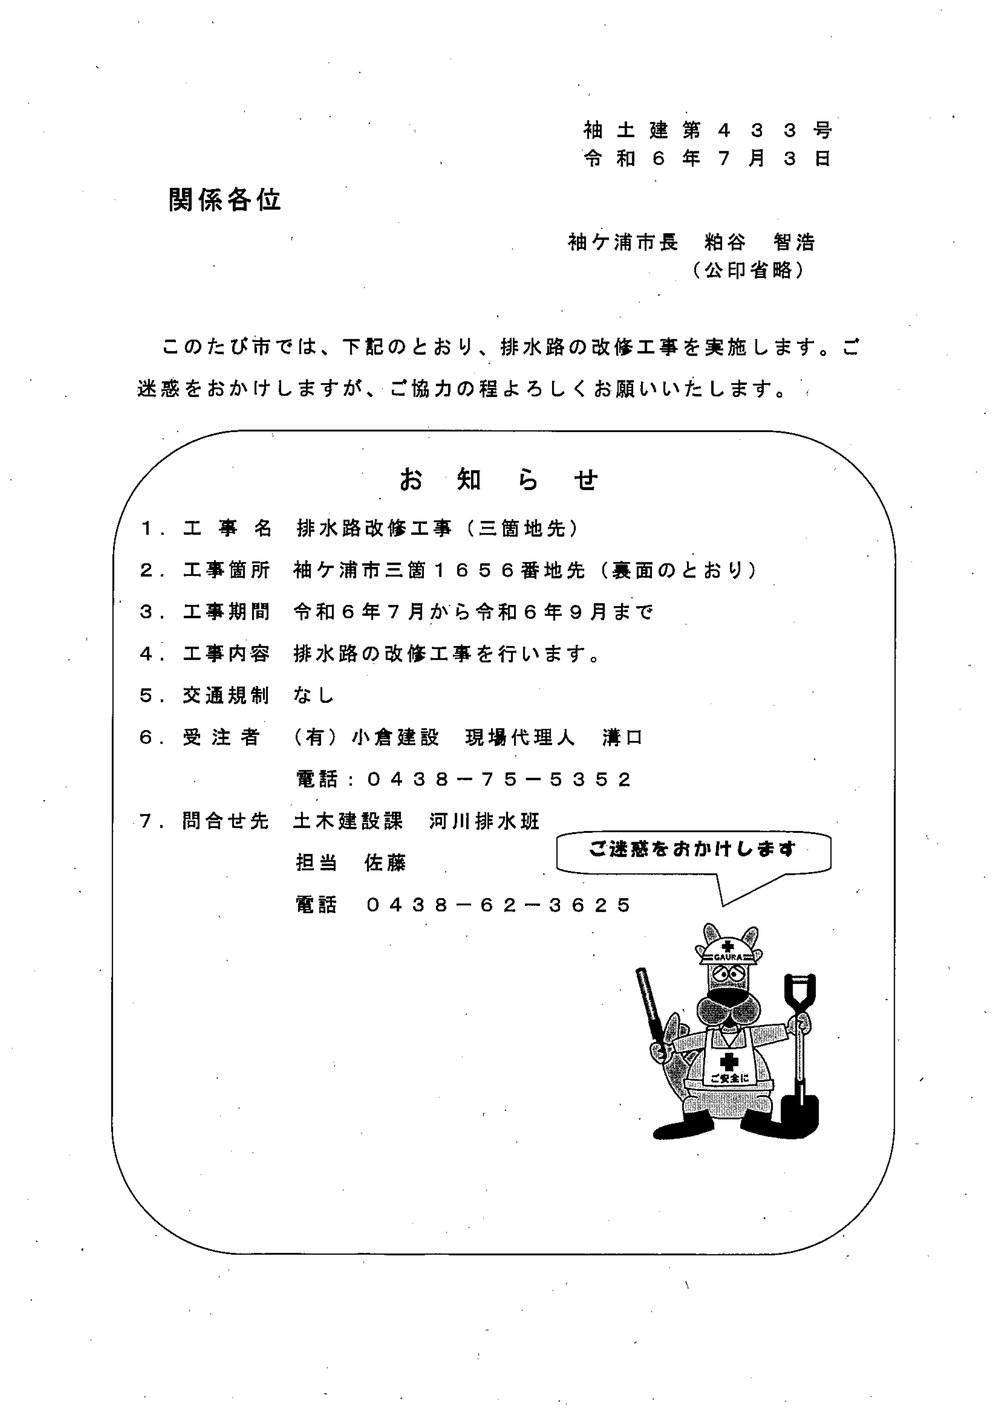 袖土建第４３３号
令和６年７月３日
関係各位
袖ケ浦市長　粕谷　智浩
（公印省略）
このたび市では、下記のとおり、排水路の改修工事を実施します。ご
迷惑をおかけしますが、ご協力の程よろしくお願いいたします。
お知らせ
１．工事名　排水路改修工事（三箇地先）
２．工事箇所　袖ケ浦市三箇１６５６番地先（裏面のとおり）
３．工事期間　令和６年７月から令和６年９月まで
４．工事内容　排水路の改修工事を行います。
５．交通規制　なし
６．受注者　（有）小倉建設　現場代理人　溝口
電話：０４３８－７５－５３５２
７．問合せ先　土木建設課　河川排水班
担当　佐藤
電話　０４３８－６２－３６２５
ご迷惑をおかけします
GAURA
ご安全に